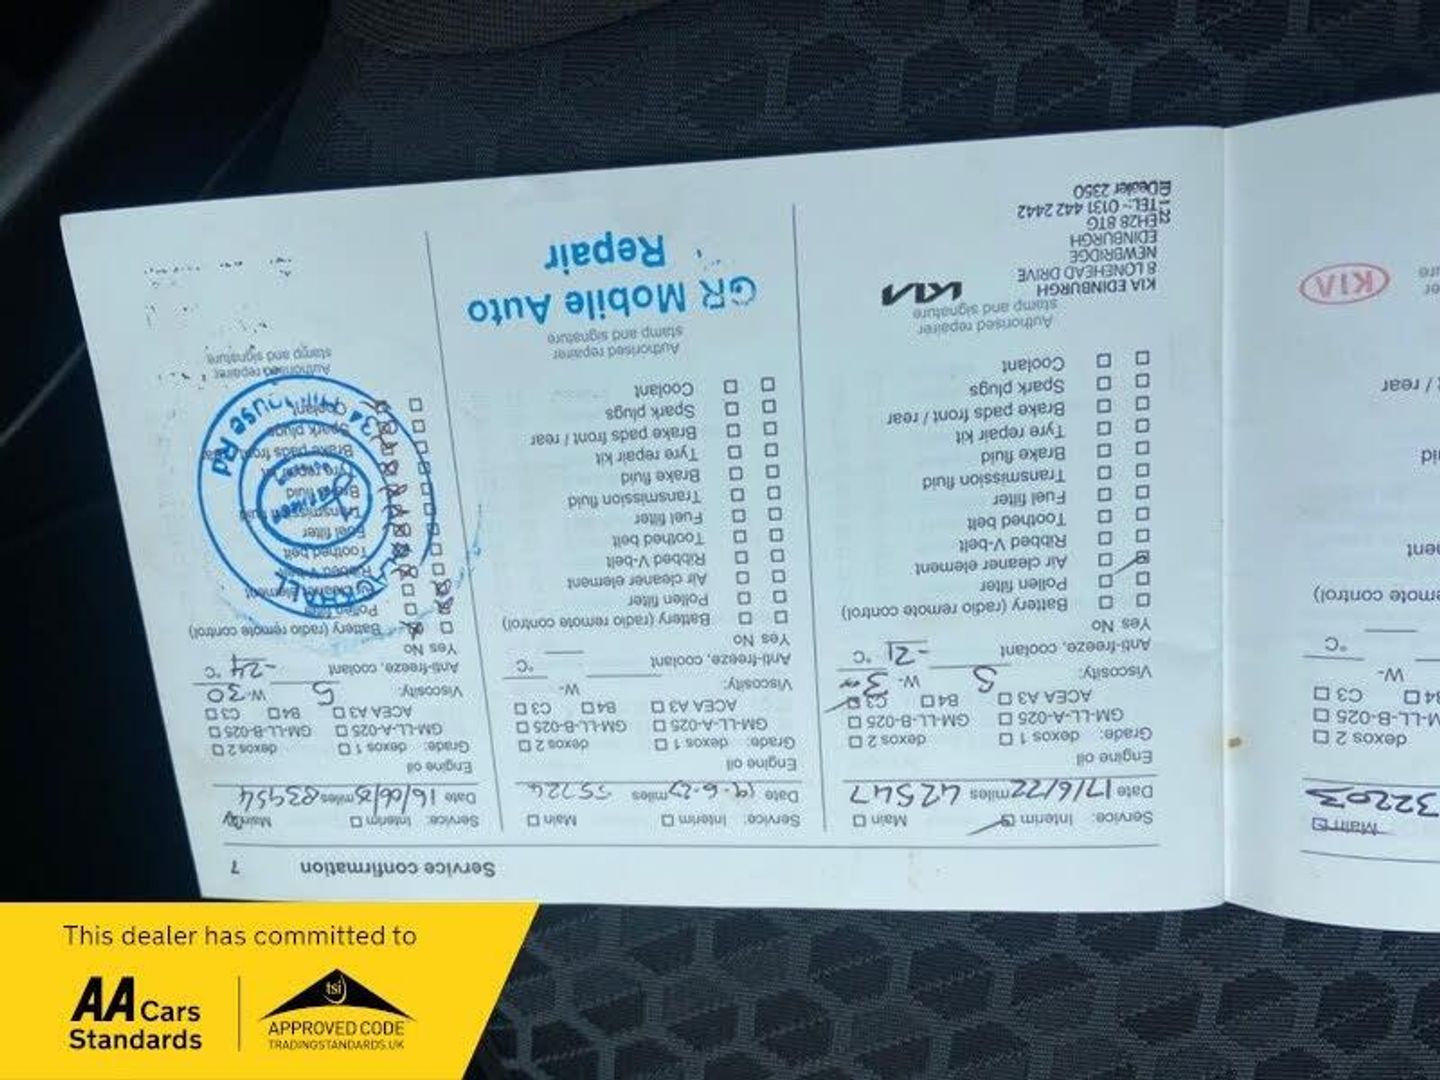 Service confirmation 7
Service: Interim Main
Date 17/6/22 miles 42547
Engine oil
Grade: dexos 1 dexos 2
GM-LL-A-025 GM-LL-B-025
ACEA A3 B4 C3
Viscosity: 5 W-30
Anti-freeze, coolant -21 °C
Yes No
Battery (radio remote control)
Pollen filter
Air cleaner element
Ribbed V-belt
Toothed belt
Fuel filter
Transmission fluid
Brake fluid
Tyre repair kit
Brake pads front / rear
Spark plugs
Coolant
Authorised repairer
stamp and signature
KIA EDINBURGH
KIA
8 LONEHEAD DRIVE
NEWBRIDGE
EDINBURGH
EH28 8TG
TEL:- 0131 442 2442
Dealer 2350
Service: Interim Main
Date 19.6.23 miles 55726
Engine oil
Grade: dexos 1 dexos 2
GM-LL-A-025 GM-LL-B-025
ACEA A3 B4 C3
Viscosity: W-
Anti-freeze, coolant °C
Yes No
Battery (radio remote control)
Pollen filter
Air cleaner element
Ribbed V-belt
Toothed belt
Fuel filter
Transmission fluid
Brake fluid
Tyre repair kit
Brake pads front / rear
Spark plugs
Coolant
Authorised repairer
stamp and signature
GR Mobile Auto
Repair
Service: Interim Main
Date 16/06/25 miles 83954
Engine oil
Grade: dexos 1 dexos 2
GM-LL-A-025 GM-LL-B-025
ACEA A3 B4 C3
Viscosity: 5 W-30
Anti-freeze, coolant -24 °C
Yes No
Battery (radio remote control)
Pollen filter
Air cleaner element
Ribbed V-belt
Toothed belt
Fuel filter
Transmission fluid
Brake fluid
Tyre repair kit
Brake pads front / rear
Spark plugs
Coolant
Authorised repairer
stamp and signature
Main
32203
dexos 2
C3
W-
°C
KIA
This dealer has committed to
AA Cars
Standards
tsi
APPROVED CODE
TRADINGSTANDARDS.UK